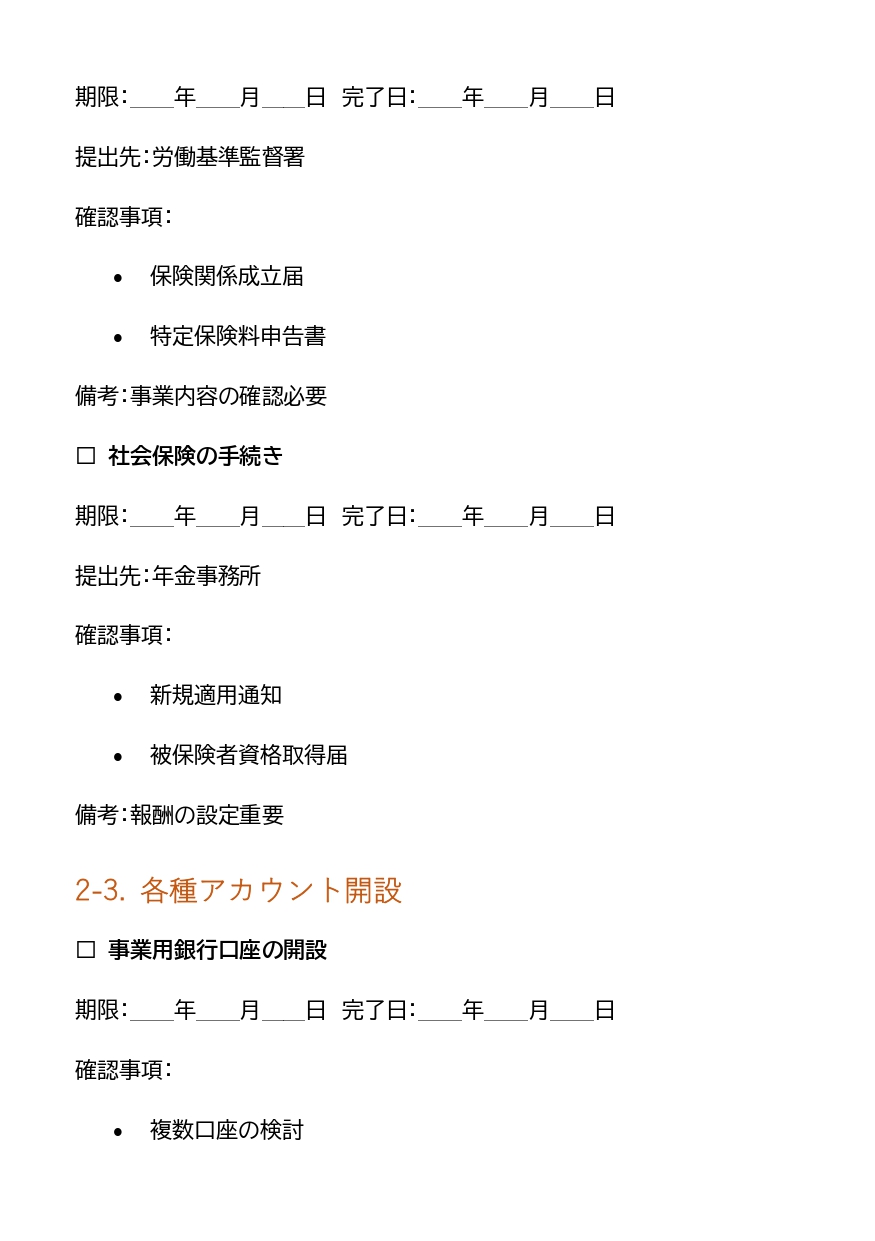 期限：____年____月____日 完了日：____年____月____日
提出先：労働基準監督署
確認事項：
• 保険関係成立届
• 特定保険料申告書
備考：事業内容の確認必要
□ 社会保険の手続き
期限：____年____月____日 完了日：____年____月____日
提出先：年金事務所
確認事項：
• 新規適用通知
• 被保険者資格取得届
備考：報酬の設定重要
2-3. 各種アカウント開設
□ 事業用銀行口座の開設
期限：____年____月____日 完了日：____年____月____日
確認事項：
• 複数口座の検討